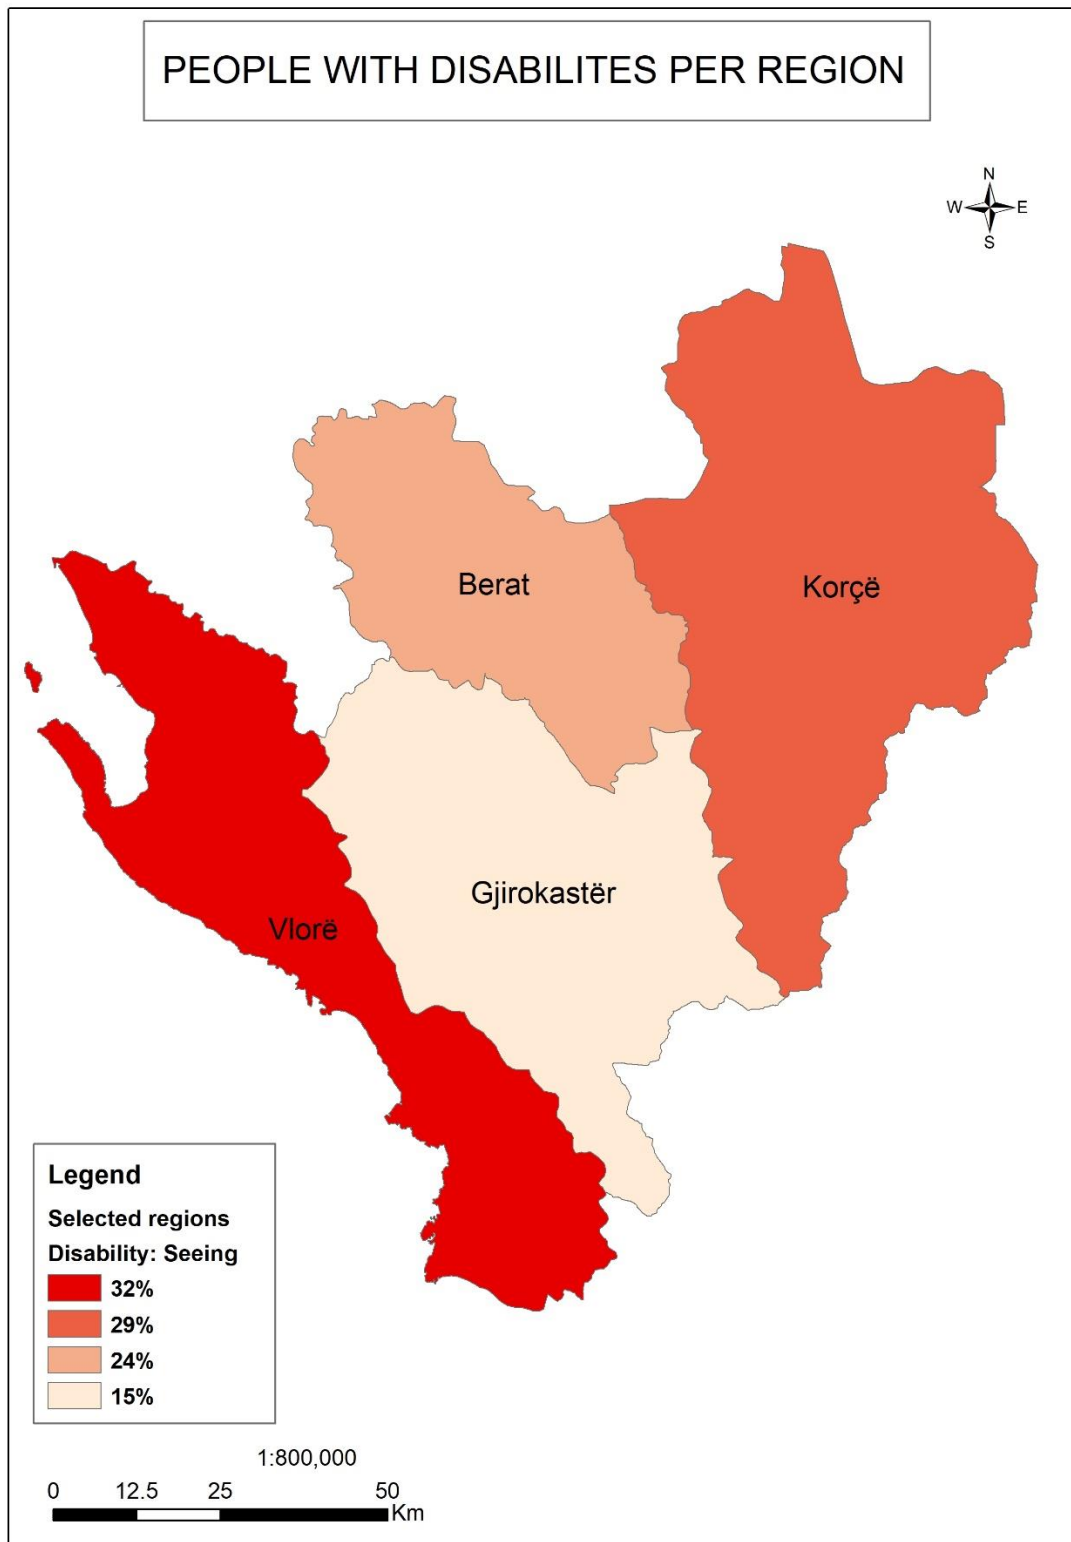 PEOPLE WITH DISABILITES PER REGION
N
W E
S
Berat
Korçë
Gjirokastër
Vlorë
Legend
Selected regions
Disability: Seeing
32%
29%
24%
15%
1:800,000
0 12.5 25 50
Km